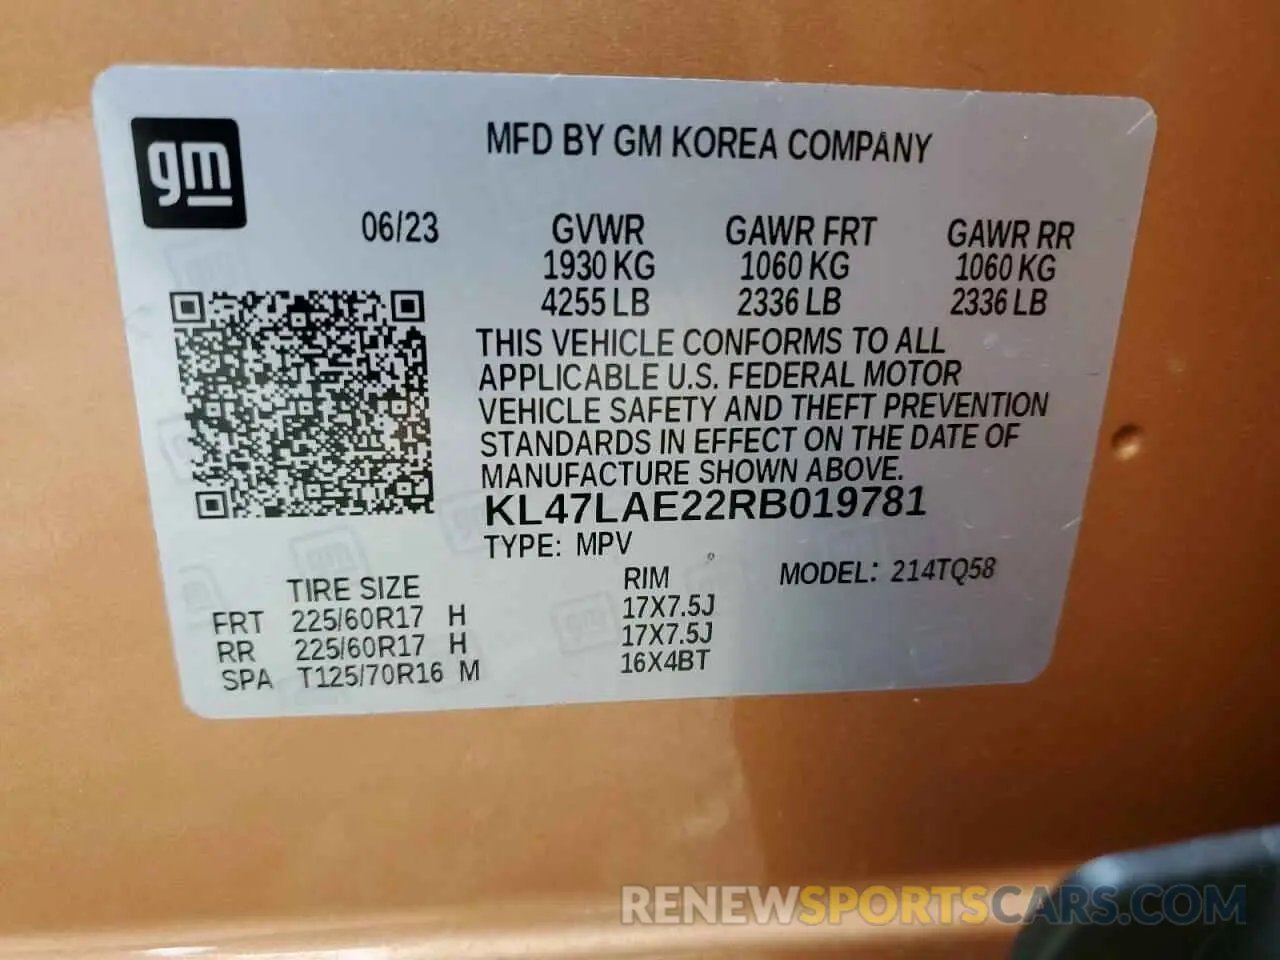 gm
MFD BY GM KOREA COMPANY
06/23
GVWR
1930 KG
4255 LB
GAWR FRT
1060 KG
2336 LB
GAWR RR
1060 KG
2336 LB
THIS VEHICLE CONFORMS TO ALL
APPLICABLE U.S. FEDERAL MOTOR
VEHICLE SAFETY AND THEFT PREVENTION
STANDARDS IN EFFECT ON THE DATE OF
MANUFACTURE SHOWN ABOVE.
KL47LAE22RB019781
TYPE: MPV
MODEL: 214TQ58
TIRE SIZE RIM
FRT 225/60R17 H 17X7.5J
RR 225/60R17 H 17X7.5J
SPA T125/70R16 M 16X4BT
RENEWSPORTSCARS.COM